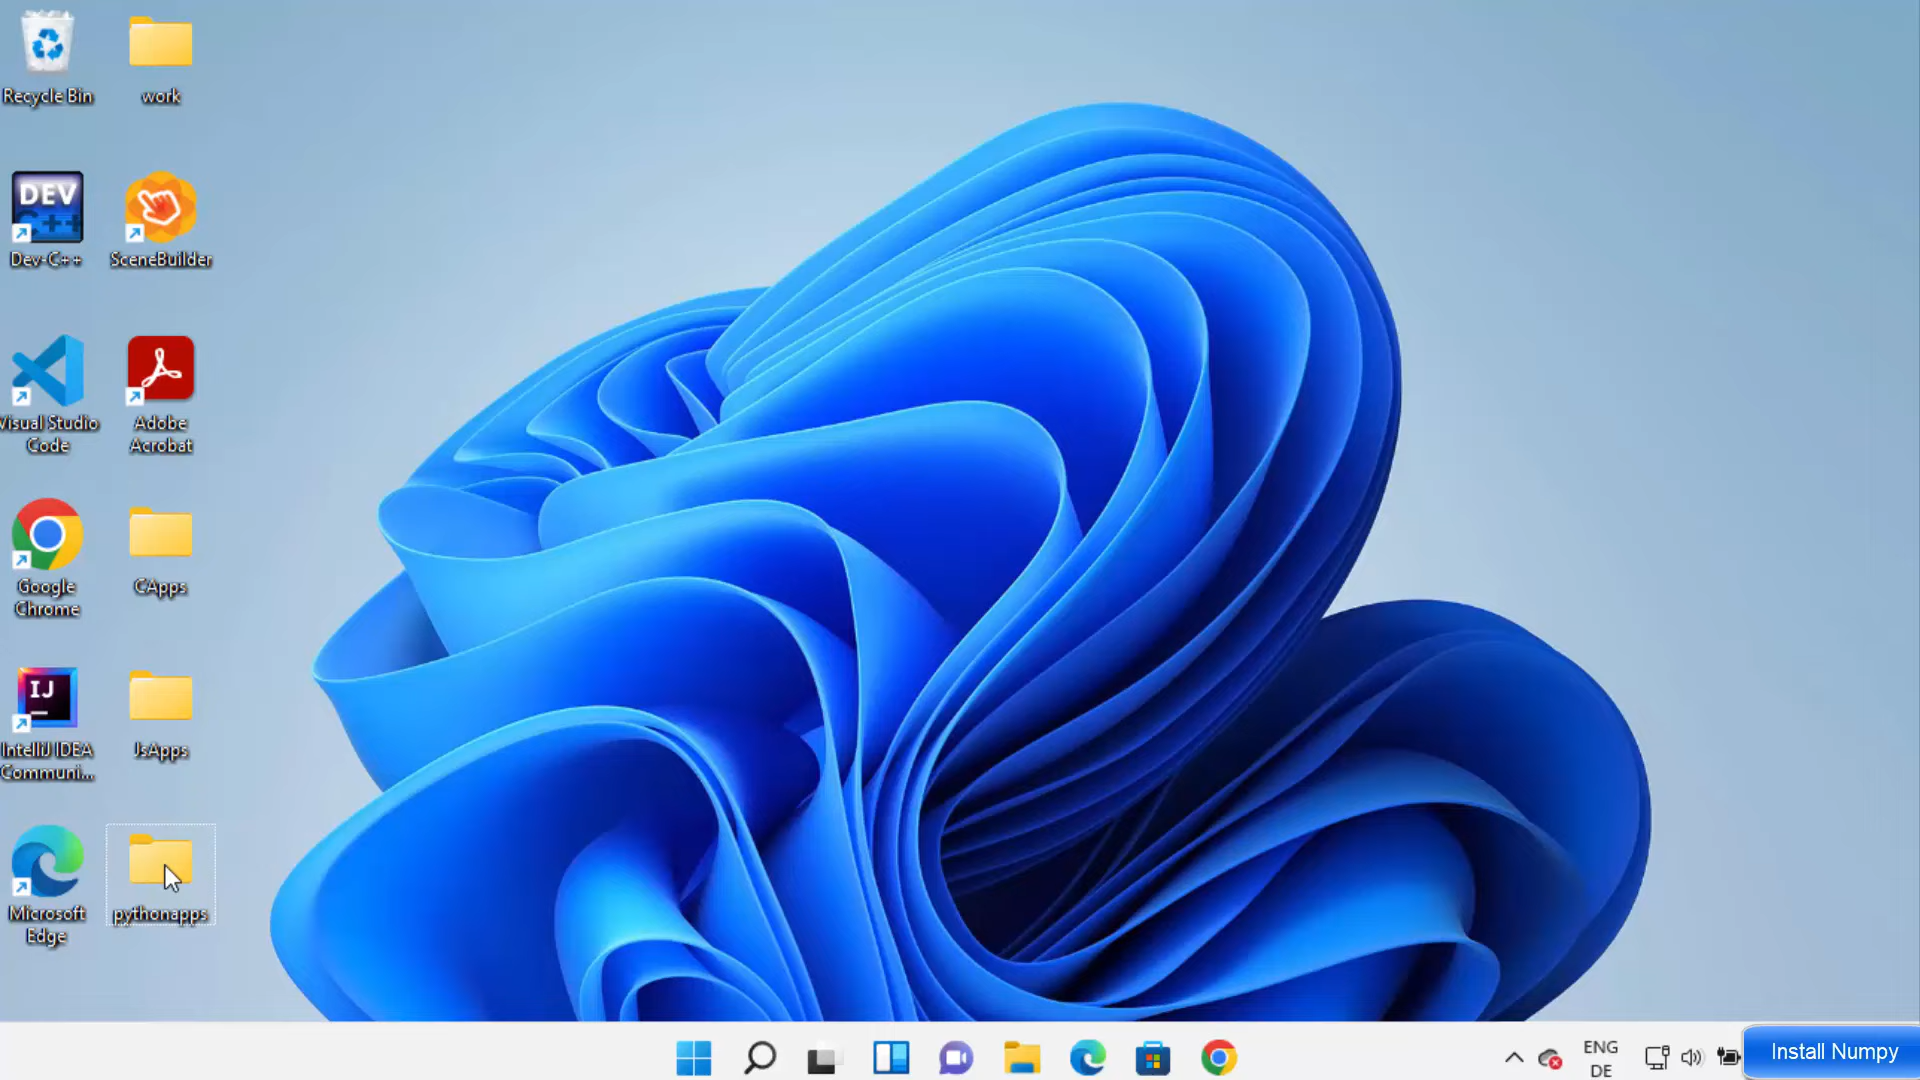 Recycle Bin
work
DEV
C++
Dev-C++
SceneBuilder
Visual Studio
Code
Adobe
Acrobat
Google
Chrome
CApps
IJ
IntelliJ IDEA
Communi...
JsApps
Microsoft
Edge
pythonapps
ENG
DE
Install Numpy